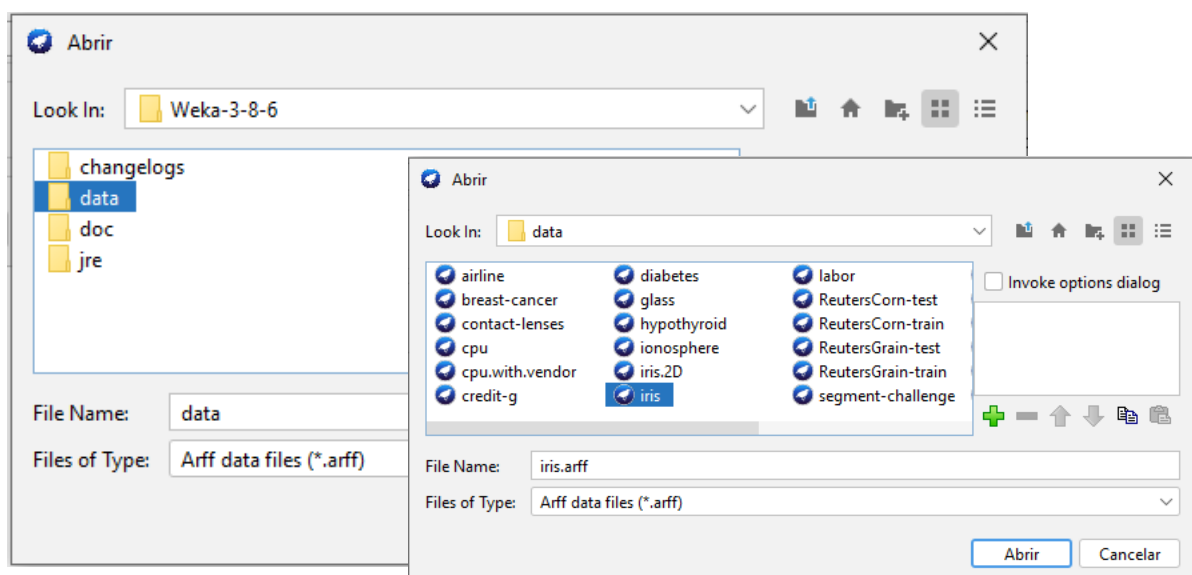 Abrir
Look In: Weka-3-8-6
changelogs
data
doc
jre
File Name: data
Files of Type: Arff data files (*.arff)
Abrir
Look In: data
airline diabetes labor
breast-cancer glass ReutersCorn-test
contact-lenses hypothyroid ReutersCorn-train
cpu ionosphere ReutersGrain-test
cpu.with.vendor iris.2D ReutersGrain-train
credit-g iris segment-challenge
Invoke options dialog
File Name: iris.arff
Files of Type: Arff data files (*.arff)
Abrir Cancelar